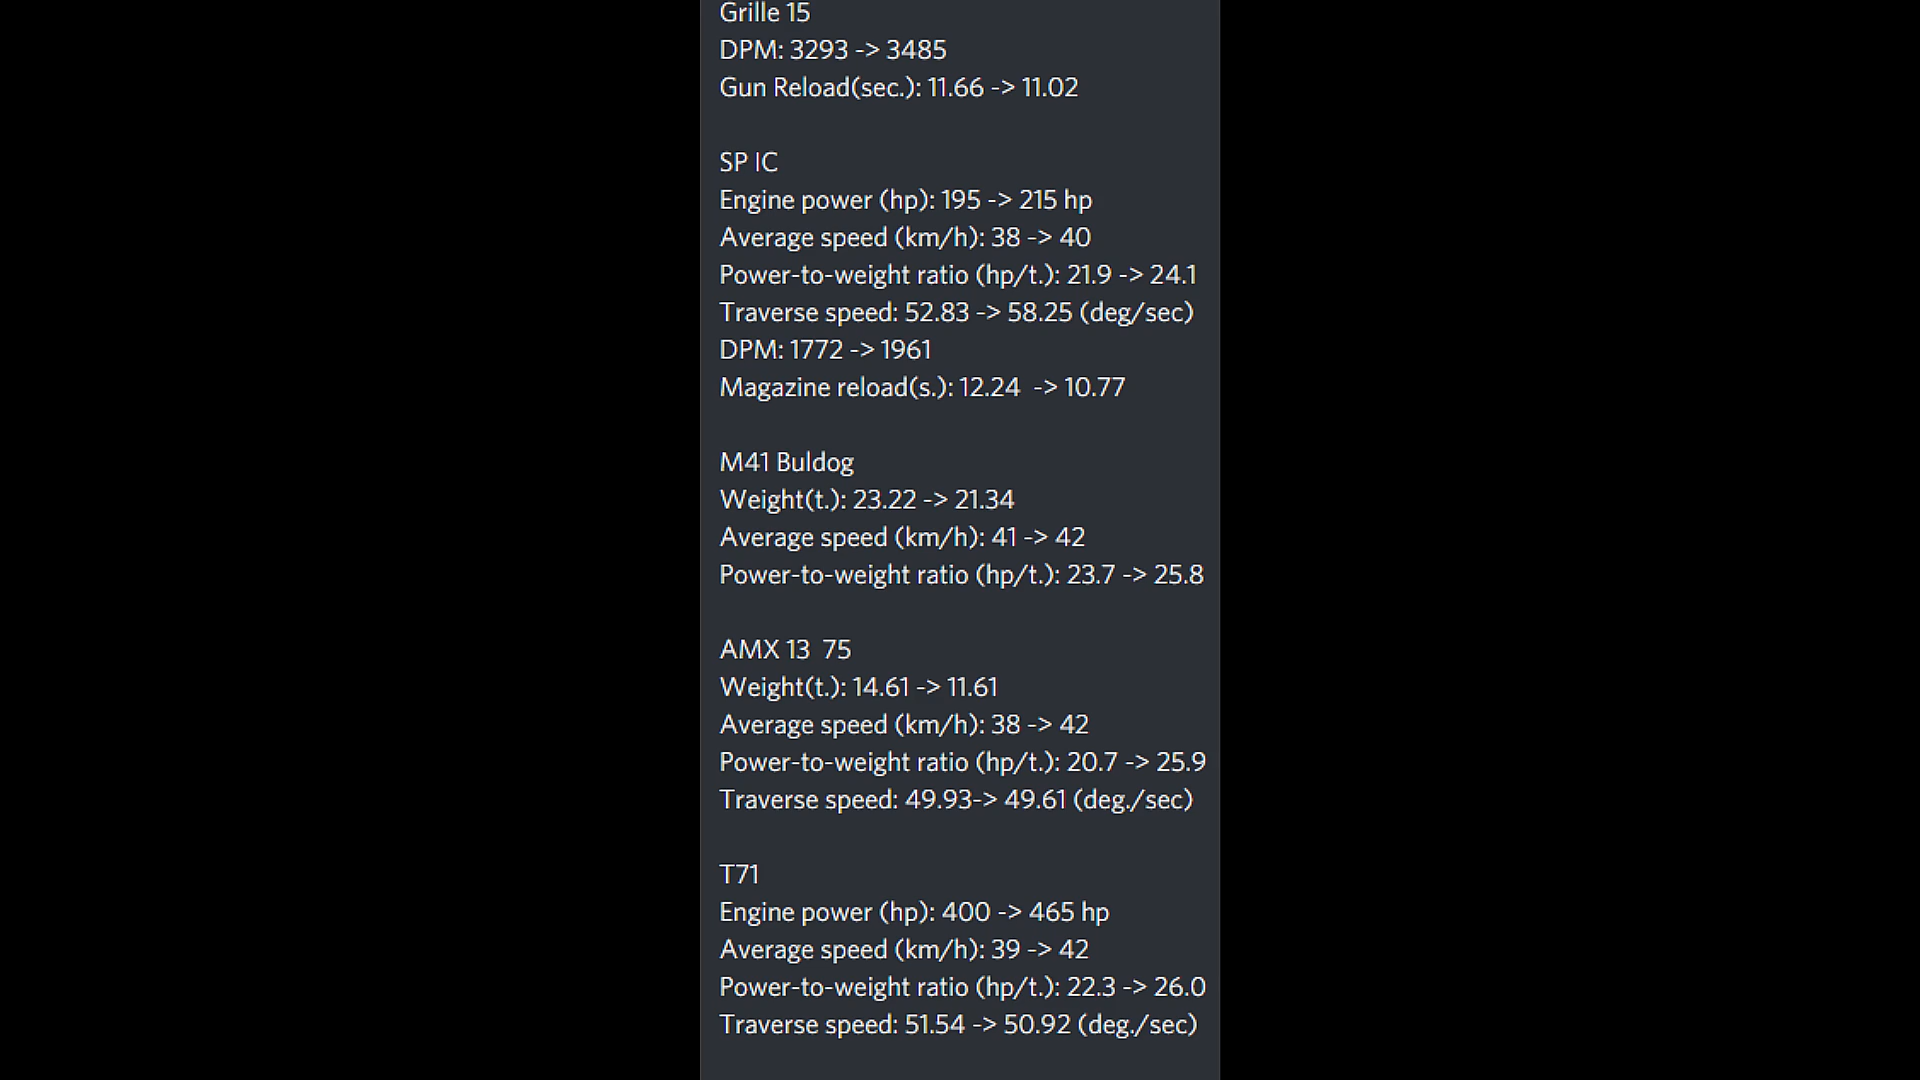 Grille 15
DPM: 3293 -> 3485
Gun Reload(sec.): 11.66 -> 11.02
SP IC
Engine power (hp): 195 -> 215 hp
Average speed (km/h): 38 -> 40
Power-to-weight ratio (hp/t.): 21.9 -> 24.1
Traverse speed: 52.83 -> 58.25 (deg/sec)
DPM: 1772 -> 1961
Magazine reload(s.): 12.24  -> 10.77
M41 Buldog
Weight(t.): 23.22 -> 21.34
Average speed (km/h): 41 -> 42
Power-to-weight ratio (hp/t.): 23.7 -> 25.8
AMX 13  75
Weight(t.): 14.61 -> 11.61
Average speed (km/h): 38 -> 42
Power-to-weight ratio (hp/t.): 20.7 -> 25.9
Traverse speed: 49.93-> 49.61 (deg./sec)
T71
Engine power (hp): 400 -> 465 hp
Average speed (km/h): 39 -> 42
Power-to-weight ratio (hp/t.): 22.3 -> 26.0
Traverse speed: 51.54 -> 50.92 (deg./sec)